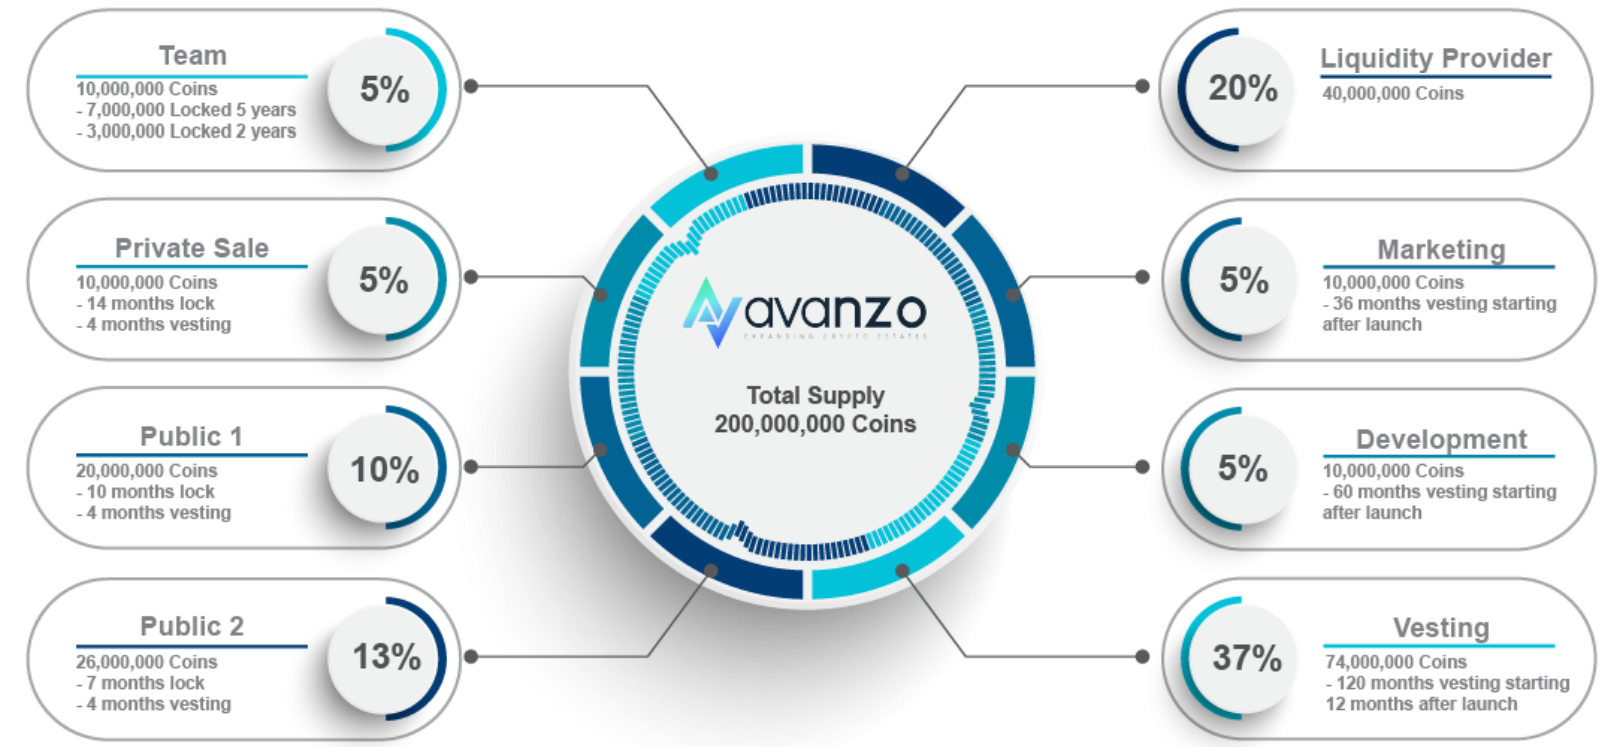 Team
10,000,000 Coins
- 7,000,000 Locked 5 years
- 3,000,000 Locked 2 years
5%
Private Sale
10,000,000 Coins
- 14 months lock
- 4 months vesting
5%
Public 1
20,000,000 Coins
- 10 months lock
- 4 months vesting
10%
Public 2
26,000,000 Coins
- 7 months lock
- 4 months vesting
13%
avanzo
EXPANDING CRYPTO ESTATES
Total Supply
200,000,000 Coins
20%
Liquidity Provider
40,000,000 Coins
5%
Marketing
10,000,000 Coins
- 36 months vesting starting
after launch
5%
Development
10,000,000 Coins
- 60 months vesting starting
after launch
37%
Vesting
74,000,000 Coins
- 120 months vesting starting
12 months after launch